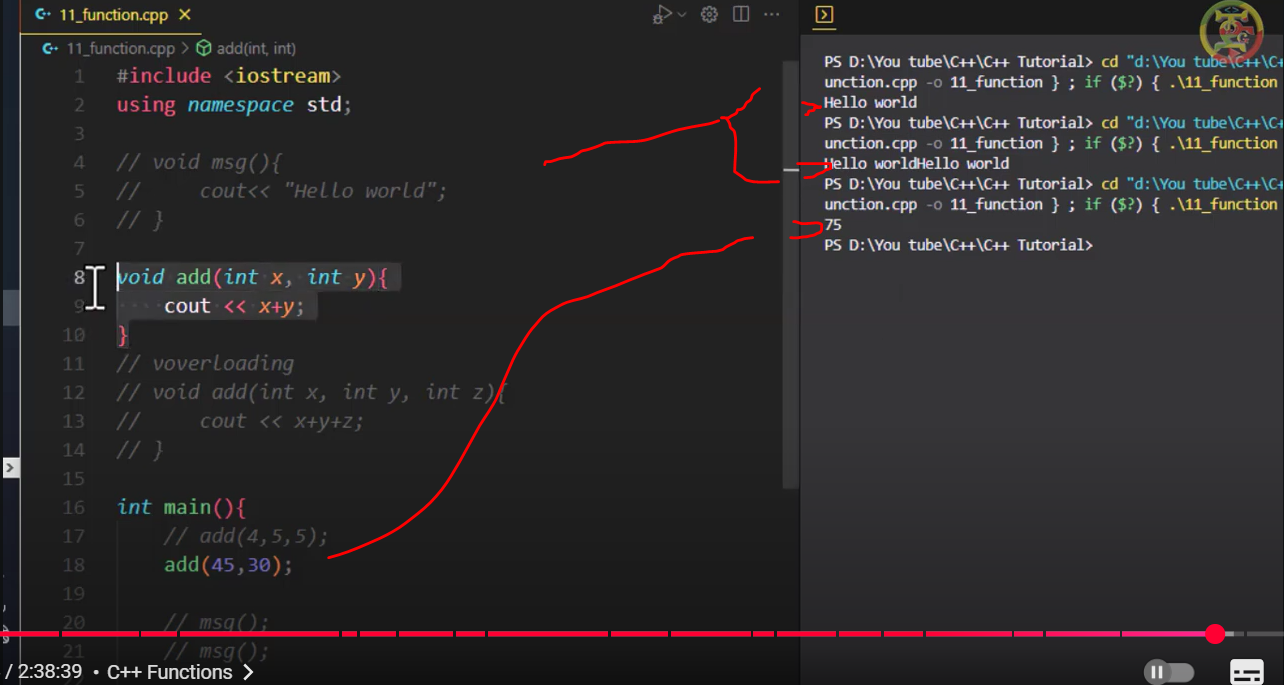 11_function.cpp
11_function.cpp > add(int, int)
1 #include <iostream>
2 using namespace std;
3
4 // void msg(){
5 //     cout<< "Hello world";
6 // }
7
8 void add(int x, int y){
9     cout << x+y;
10 }
11 // voverloading
12 // void add(int x, int y, int z){
13 //     cout << x+y+z;
14 // }
15
16 int main(){
17     // add(4,5,5);
18     add(45,30);
19
20     // msg();
21     // msg();
PS D:\You tube\C++\C++ Tutorial> cd "d:\You tube\C++\C+
unction.cpp -o 11_function } ; if ($?) { .\11_function
Hello world
PS D:\You tube\C++\C++ Tutorial> cd "d:\You tube\C++\C+
unction.cpp -o 11_function } ; if ($?) { .\11_function
Hello worldHello world
PS D:\You tube\C++\C++ Tutorial> cd "d:\You tube\C++\C+
unction.cpp -o 11_function } ; if ($?) { .\11_function
75
PS D:\You tube\C++\C++ Tutorial>
/ 2:38:39 • C++ Functions >